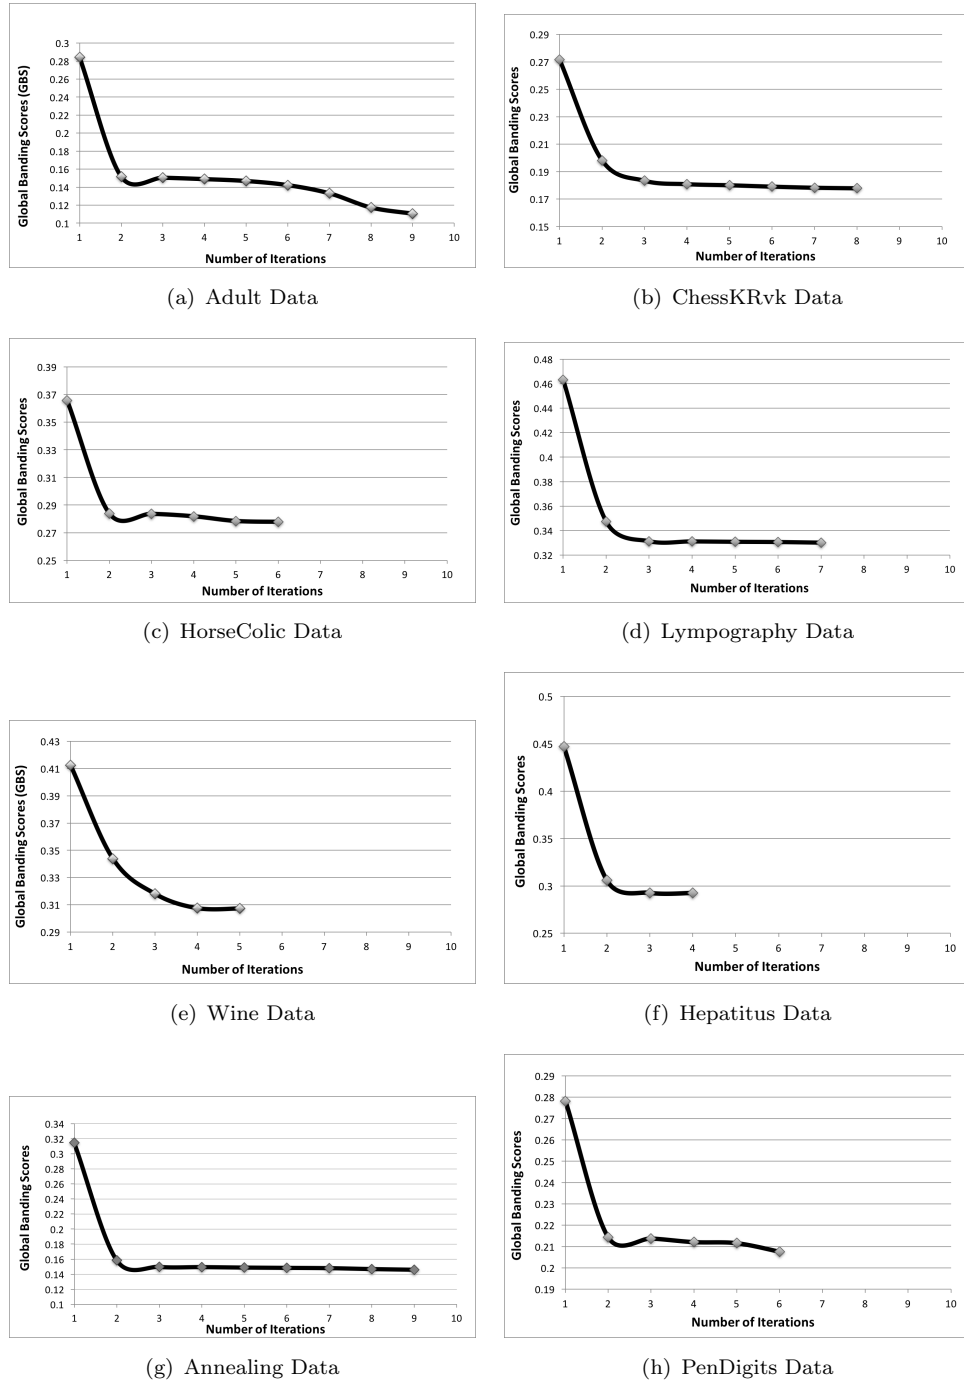 Global Banding Scores (GBS)
0.3
0.28
0.26
0.24
0.22
0.2
0.18
0.16
0.14
0.12
0.1
1 2 3 4 5 6 7 8 9 10
Number of Iterations
(a) Adult Data
Global Banding Scores
0.29
0.27
0.25
0.23
0.21
0.19
0.17
0.15
1 2 3 4 5 6 7 8 9 10
Number of Iterations
(b) ChessKRvk Data
Global Banding Scores
0.39
0.37
0.35
0.33
0.31
0.29
0.27
0.25
1 2 3 4 5 6 7 8 9 10
Number of Iterations
(c) HorseColic Data
Global Banding Scores
0.48
0.46
0.44
0.42
0.4
0.38
0.36
0.34
0.32
1 2 3 4 5 6 7 8 9 10
Number of Iterations
(d) Lympography Data
Global Banding Scores (GBS)
0.43
0.41
0.39
0.37
0.35
0.33
0.31
0.29
1 2 3 4 5 6 7 8 9 10
Number of Iterations
(e) Wine Data
Global Banding Scores
0.5
0.45
0.4
0.35
0.3
0.25
1 2 3 4 5 6 7 8 9 10
Number of Iterations
(f) Hepatitus Data
Global Banding Scores
0.34
0.32
0.3
0.28
0.26
0.24
0.22
0.2
0.18
0.16
0.14
0.12
0.1
1 2 3 4 5 6 7 8 9 10
Number of Iterations
(g) Annealing Data
Global Banding Scores
0.29
0.28
0.27
0.26
0.25
0.24
0.23
0.22
0.21
0.2
0.19
1 2 3 4 5 6 7 8 9 10
Number of Iterations
(h) PenDigits Data